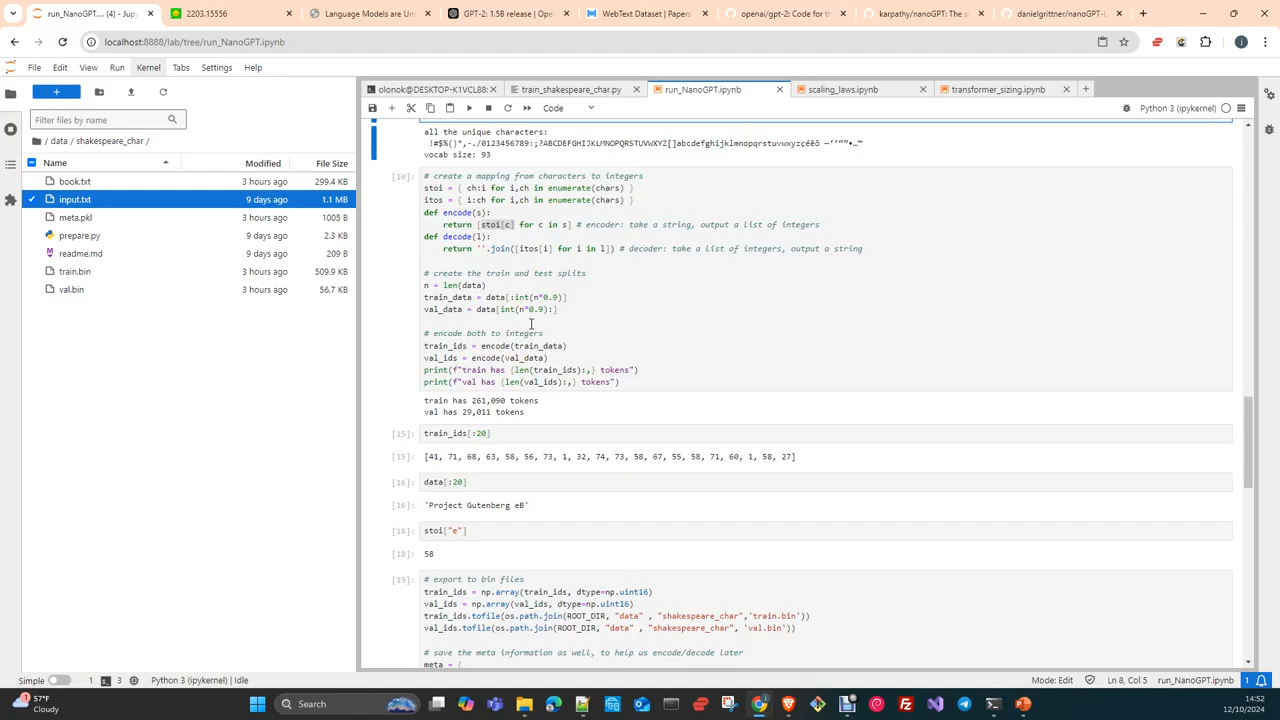 run_NanoGPT.... (4) - Jupy
2203.15556
Language Models are Un
GPT-2: 1.5B release | Open
WebText Dataset | Papers
openai/gpt-2: Code for the
karpathy/nanoGPT: The si
danielgrittner/nanoGPT-L
localhost:8888/lab/tree/run_NanoGPT.ipynb
File Edit View Run Kernel Tabs Settings Help
olonok@DESKTOP-K1VCL88:
train_shakespeare_char.py
run_NanoGPT.ipynb
scaling_laws.ipynb
transformer_sizing.ipynb
Code
Python 3 (ipykernel)
Filter files by name
/ data / shakespeare_char /
Name Modified File Size
book.txt 3 hours ago 299.4 KB
input.txt 9 days ago 1.1 MB
meta.pkl 3 hours ago 1005 B
prepare.py 9 days ago 2.3 KB
readme.md 9 days ago 209 B
train.bin 3 hours ago 509.9 KB
val.bin 3 hours ago 56.7 KB
all the unique characters:
vocab size: 93
[10]: # create a mapping from characters to integers
stoi = { ch:i for i,ch in enumerate(chars) }
itos = { i:ch for i,ch in enumerate(chars) }
def encode(s):
return [stoi[c] for c in s] # encoder: take a string, output a list of integers
def decode(l):
return ''.join([itos[i] for i in l]) # decoder: take a list of integers, output a string
# create the train and test splits
n = len(data)
train_data = data[:int(n*0.9)]
val_data = data[int(n*0.9):]
# encode both to integers
train_ids = encode(train_data)
val_ids = encode(val_data)
print(f"train has {len(train_ids):,} tokens")
print(f"val has {len(val_ids):,} tokens")
train has 261,090 tokens
val has 29,011 tokens
[15]: train_ids[:20]
[15]: [41, 71, 68, 63, 58, 56, 73, 1, 32, 74, 73, 58, 67, 55, 58, 71, 60, 1, 58, 27]
[16]: data[:20]
[16]: 'Project Gutenberg eB'
[18]: stoi["e"]
[18]: 58
[19]: # export to bin files
train_ids = np.array(train_ids, dtype=np.uint16)
val_ids = np.array(val_ids, dtype=np.uint16)
train_ids.tofile(os.path.join(ROOT_DIR, "data" , "shakespeare_char",'train.bin'))
val_ids.tofile(os.path.join(ROOT_DIR, "data" , "shakespeare_char", 'val.bin'))
# save the meta information as well, to help us encode/decode later
meta = {
Simple 1 3 Python 3 (ipykernel) | Idle
Mode: Edit Ln 8, Col 5 run_NanoGPT.ipynb 1
57°F
Cloudy
Search
14:52
12/10/2024